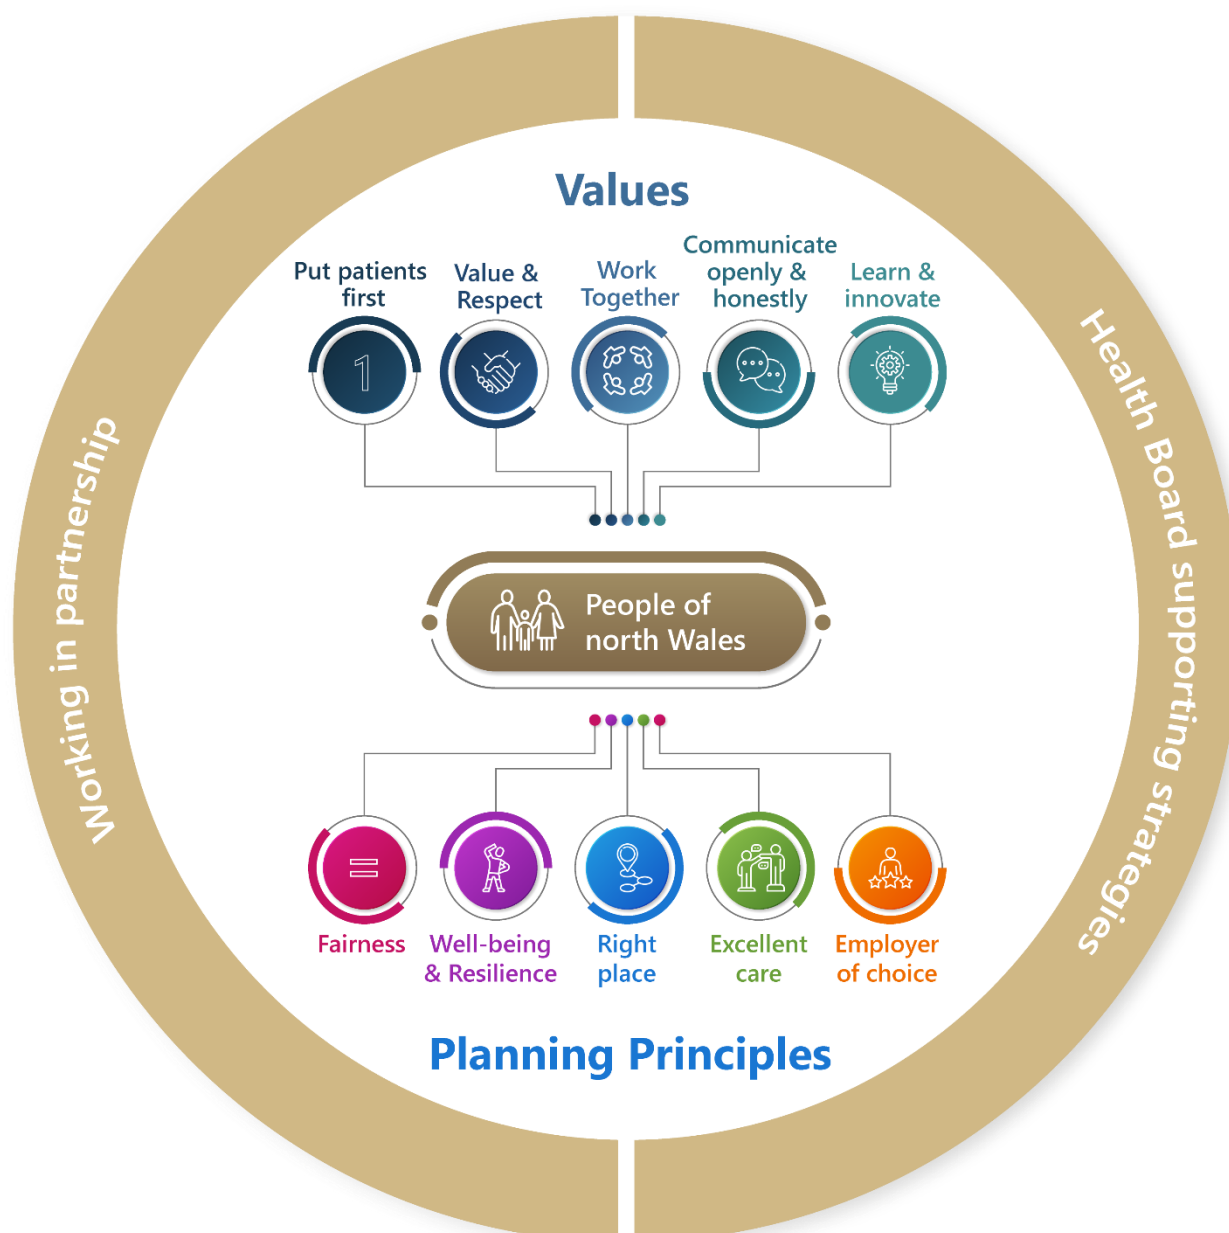 Values
Put patients
first
Value &
Respect
Work
Together
Communicate
openly &
honestly
Learn &
innovate
1
Working in partnership
Health Board supporting strategies
People of
north Wales
=
Fairness
Well-being
& Resilience
Right
place
Excellent
care
Employer
of choice
Planning Principles